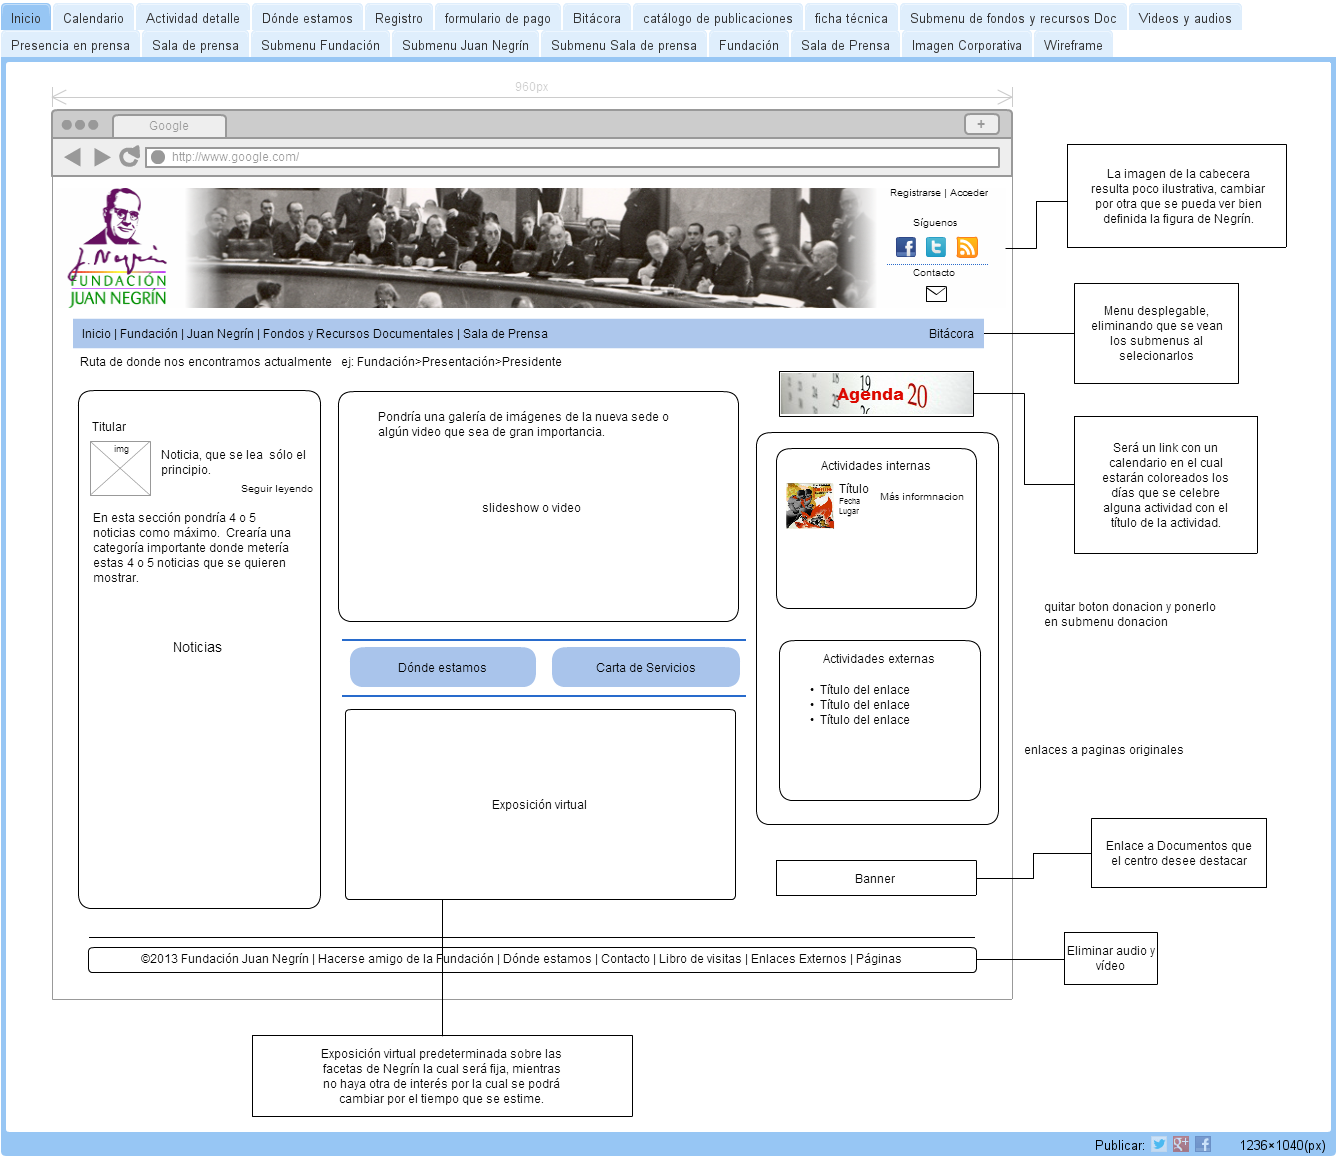 Inicio
Calendario
Actividad detalle
Dónde estamos
Registro
formulario de pago
Bitácora
catálogo de publicaciones
ficha técnica
Submenu de fondos y recursos Doc
Videos y audios
Presencia en prensa
Sala de prensa
Submenu Fundación
Submenu Juan Negrín
Submenu Sala de prensa
Fundación
Sala de Prensa
Imagen Corporativa
Wireframe
960px
Google
+
http://www.google.com/
J. Negrín
FUNDACIÓN
JUAN NEGRÍN
Registrarse | Acceder
Síguenos
Contacto
La imagen de la cabecera
resulta poco ilustrativa, cambiar
por otra que se pueda ver bien
definida la figura de Negrín.
Inicio | Fundación | Juan Negrín | Fondos y Recursos Documentales | Sala de Prensa
Bitácora
Menu desplegable,
eliminando que se vean
los submenus al
selecionarlos
Ruta de donde nos encontramos actualmente   ej: Fundación>Presentación>Presidente
Titular
img
Noticia, que se lea  sólo el
principio.
Seguir leyendo
En esta sección pondría 4 o 5
noticias como máximo.  Crearía una
categoría importante donde metería
estas 4 o 5 noticias que se quieren
mostrar.
Noticias
Pondría una galería de imágenes de la nueva sede o
algún video que sea de gran importancia.
slideshow o video
Dónde estamos
Carta de Servicios
Exposición virtual
19
Agenda 20
Actividades internas
Título
Fecha
Lugar
Más informnacion
Actividades externas
• Título del enlace
• Título del enlace
• Título del enlace
Banner
Será un link con un
calendario en el cual
estarán coloreados los
días que se celebre
alguna actividad con el
título de la actividad.
quitar boton donacion y ponerlo
en submenu donacion
enlaces a paginas originales
Enlace a Documentos que
el centro desee destacar
©2013 Fundación Juan Negrín | Hacerse amigo de la Fundación | Dónde estamos | Contacto | Libro de visitas | Enlaces Externos | Páginas
Eliminar audio y
vídeo
Exposición virtual predeterminada sobre las
facetas de Negrín la cual será fija, mientras
no haya otra de interés por la cual se podrá
cambiar por el tiempo que se estime.
Publicar:
1236×1040(px)